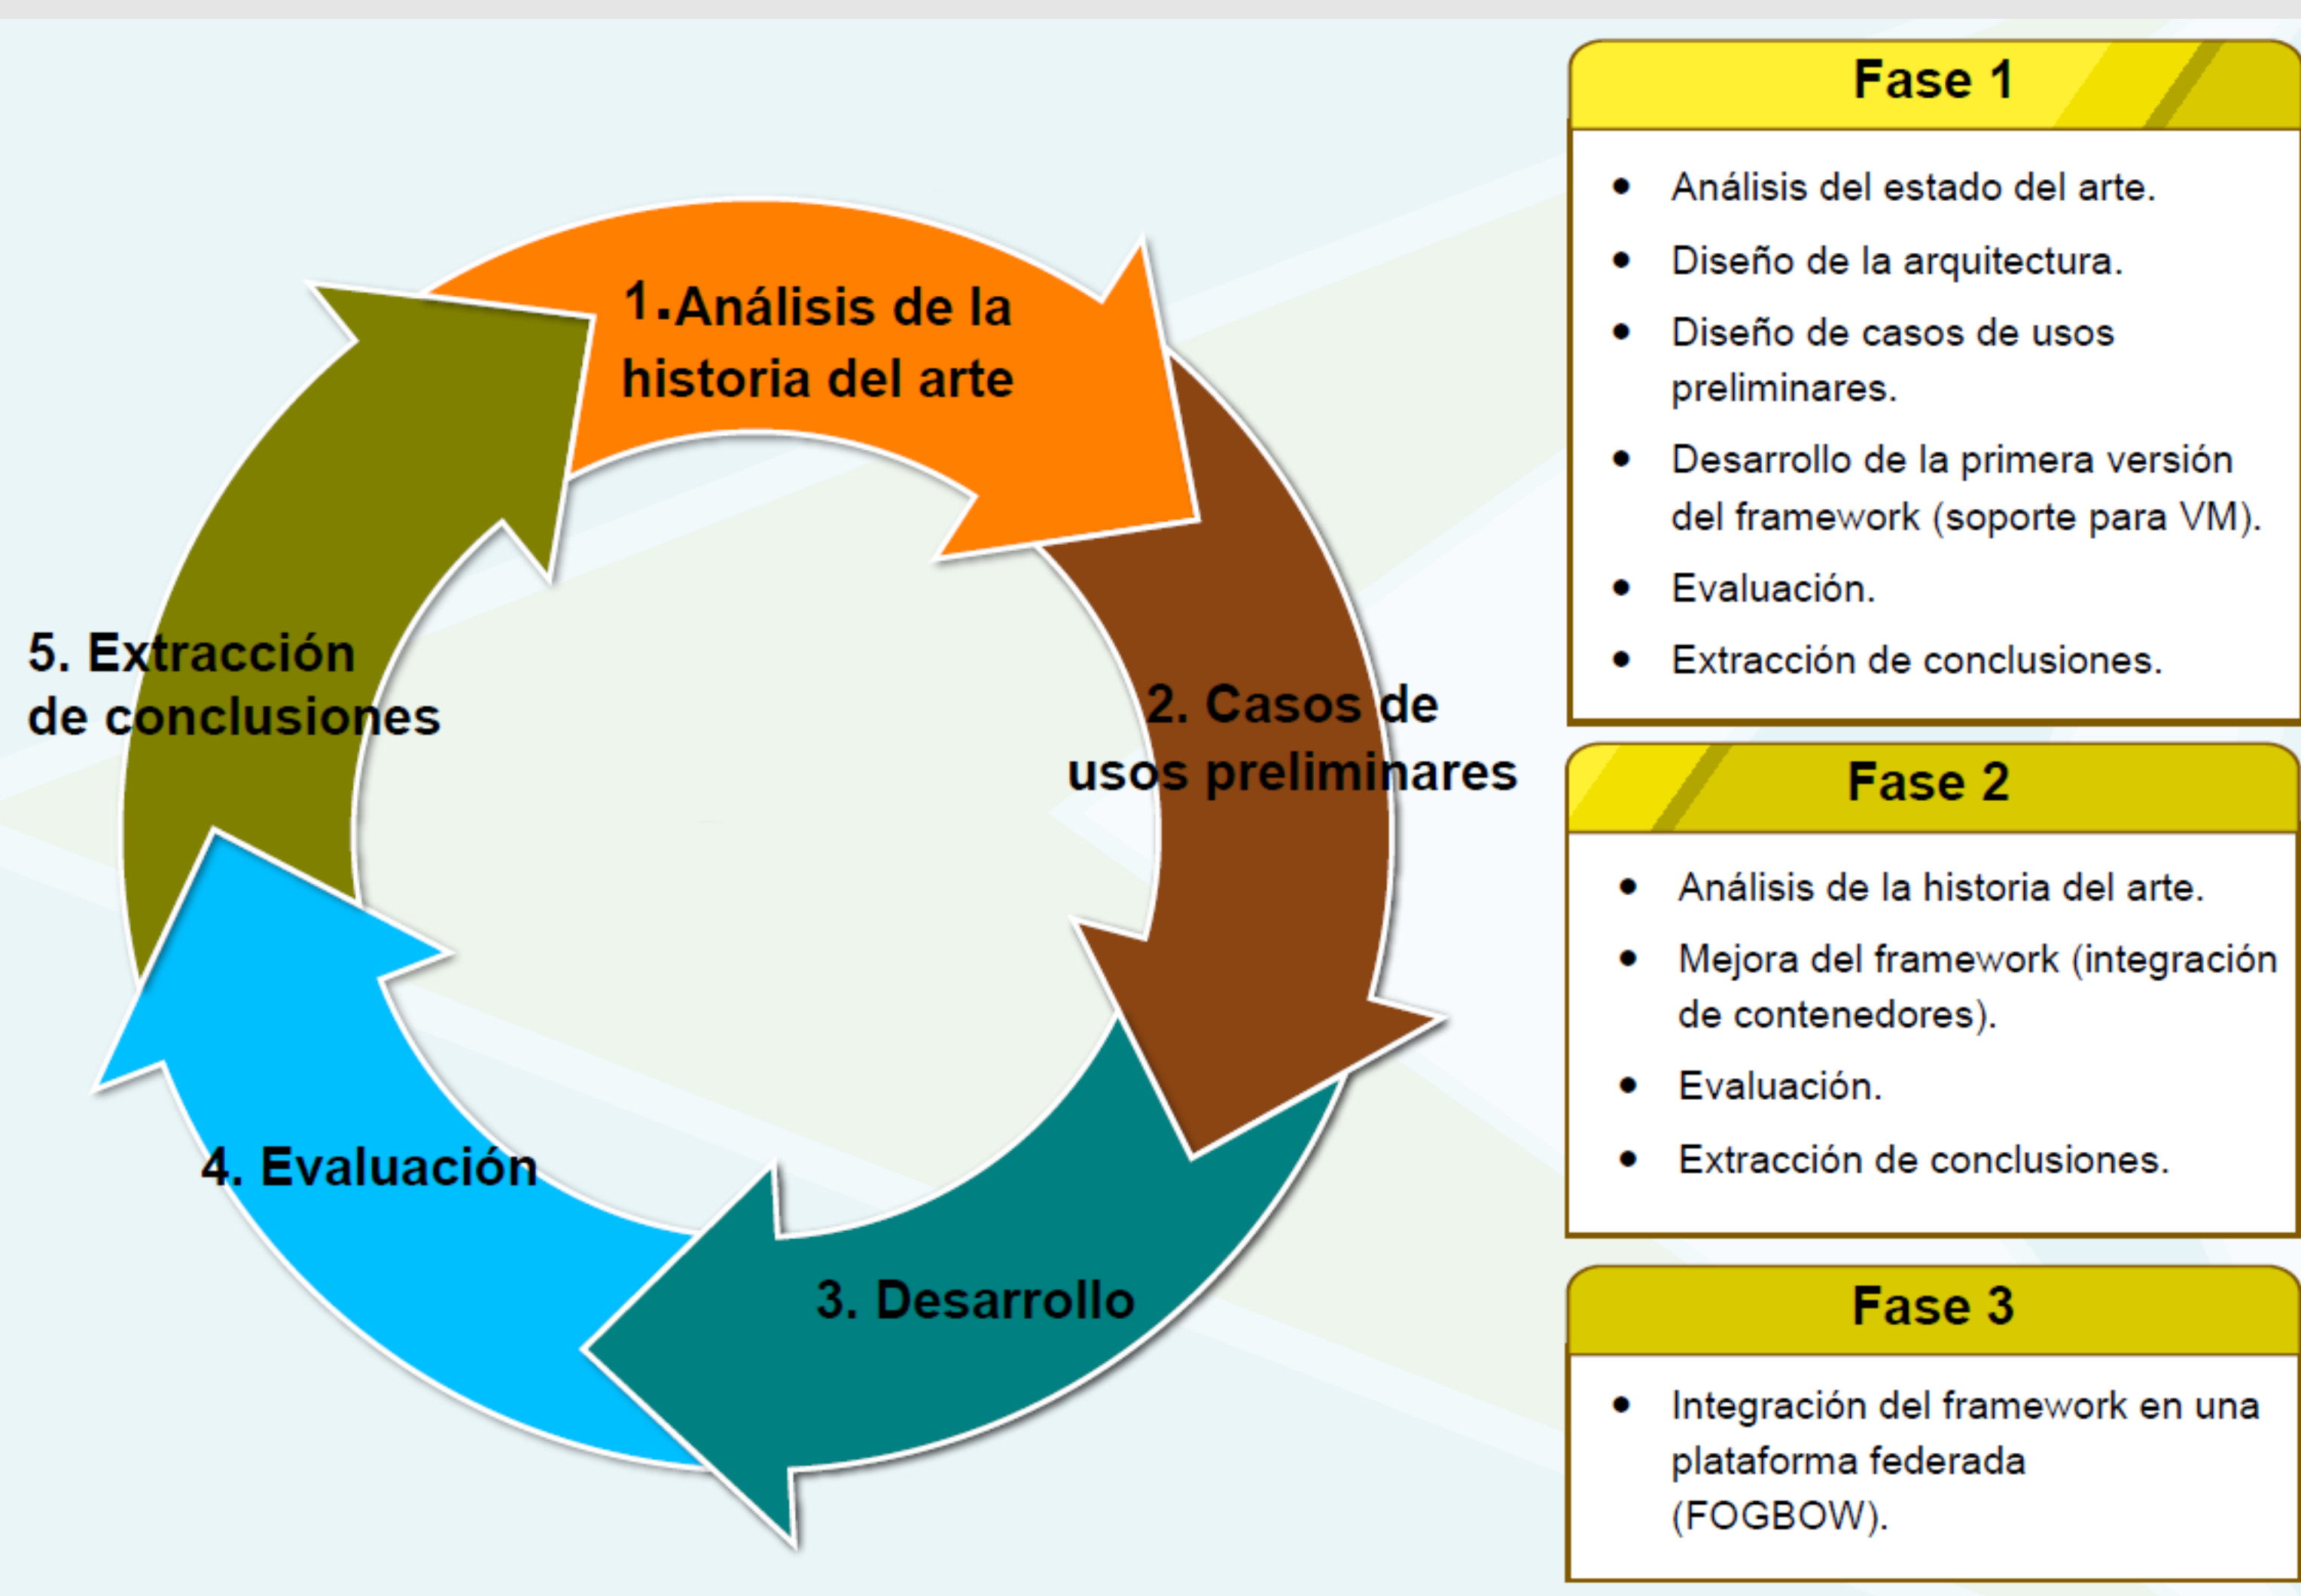 1.Análisis de la
historia del arte
2. Casos de
usos preliminares
3. Desarrollo
4. Evaluación
5. Extracción
de conclusiones
Fase 1
• Análisis del estado del arte.
• Diseño de la arquitectura.
• Diseño de casos de usos
preliminares.
• Desarrollo de la primera versión
del framework (soporte para VM).
• Evaluación.
• Extracción de conclusiones.
Fase 2
• Análisis de la historia del arte.
• Mejora del framework (integración
de contenedores).
• Evaluación.
• Extracción de conclusiones.
Fase 3
• Integración del framework en una
plataforma federada
(FOGBOW).